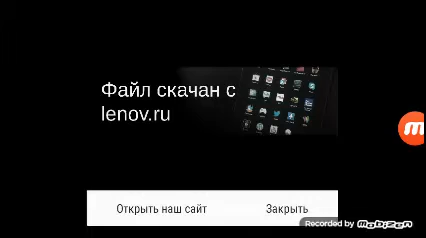 Файл скачан с
lenov.ru
Открыть наш сайт
Закрыть
Recorded by
MOBIZEN